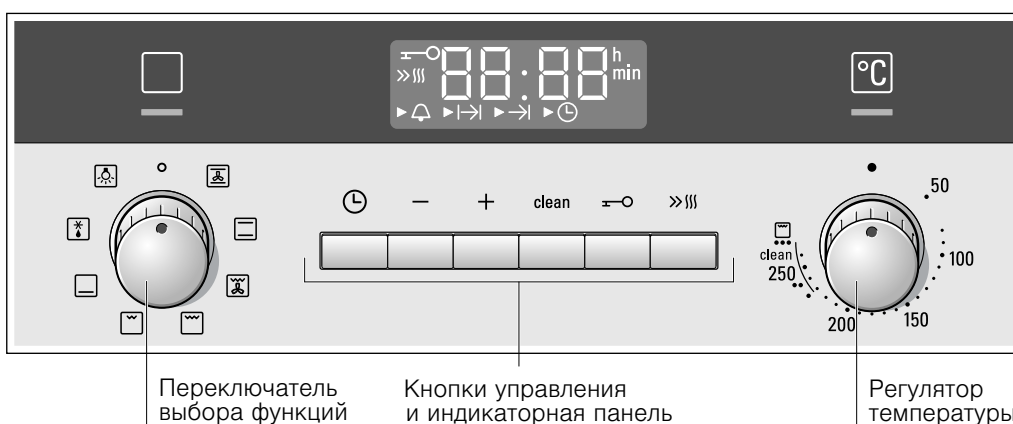 88:88 h
min
°C
50
100
150
200
250
clean
− + clean
Переключатель
выбора функций
Кнопки управления
и индикаторная панель
Регулятор
температуры